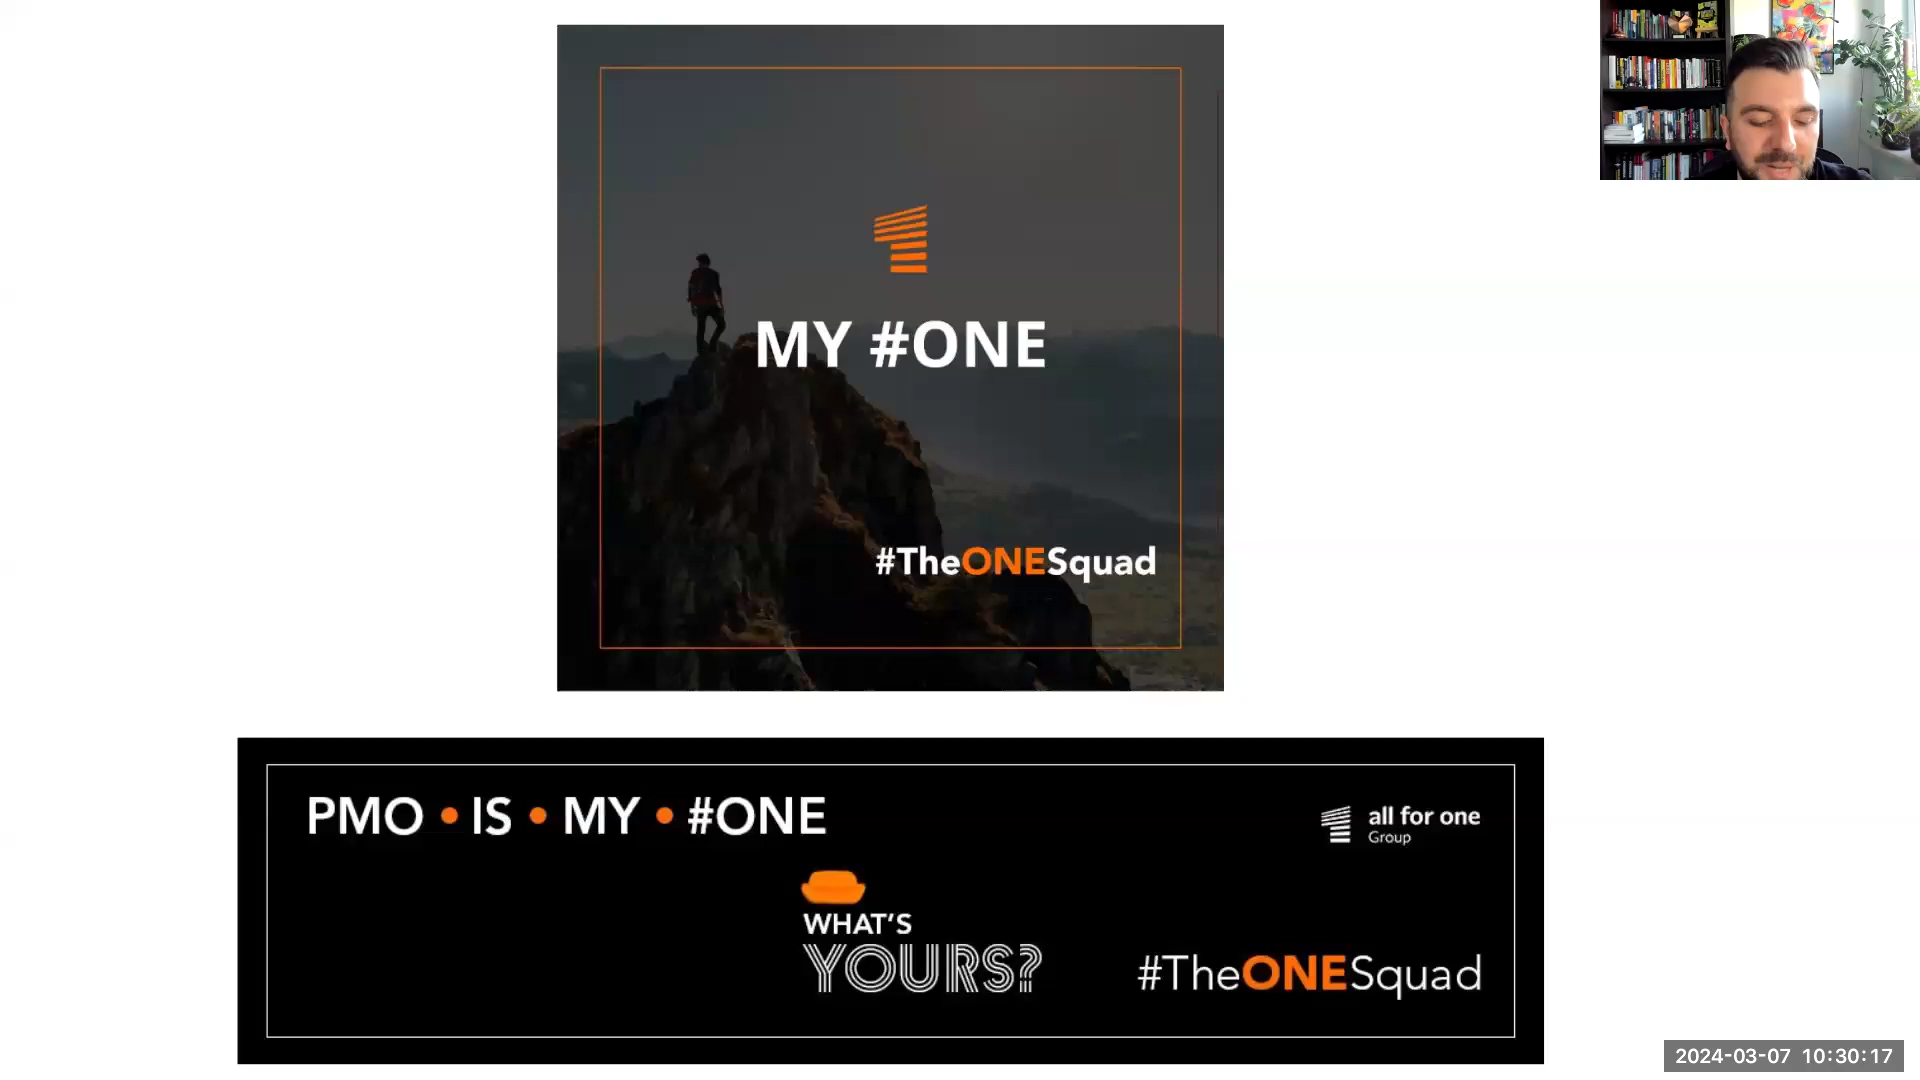 MY #ONE
#TheONESquad
PMO • IS • MY • #ONE
all for one
Group
WHAT'S
YOURS?
#TheONESquad
2024-03-07 10:30:17